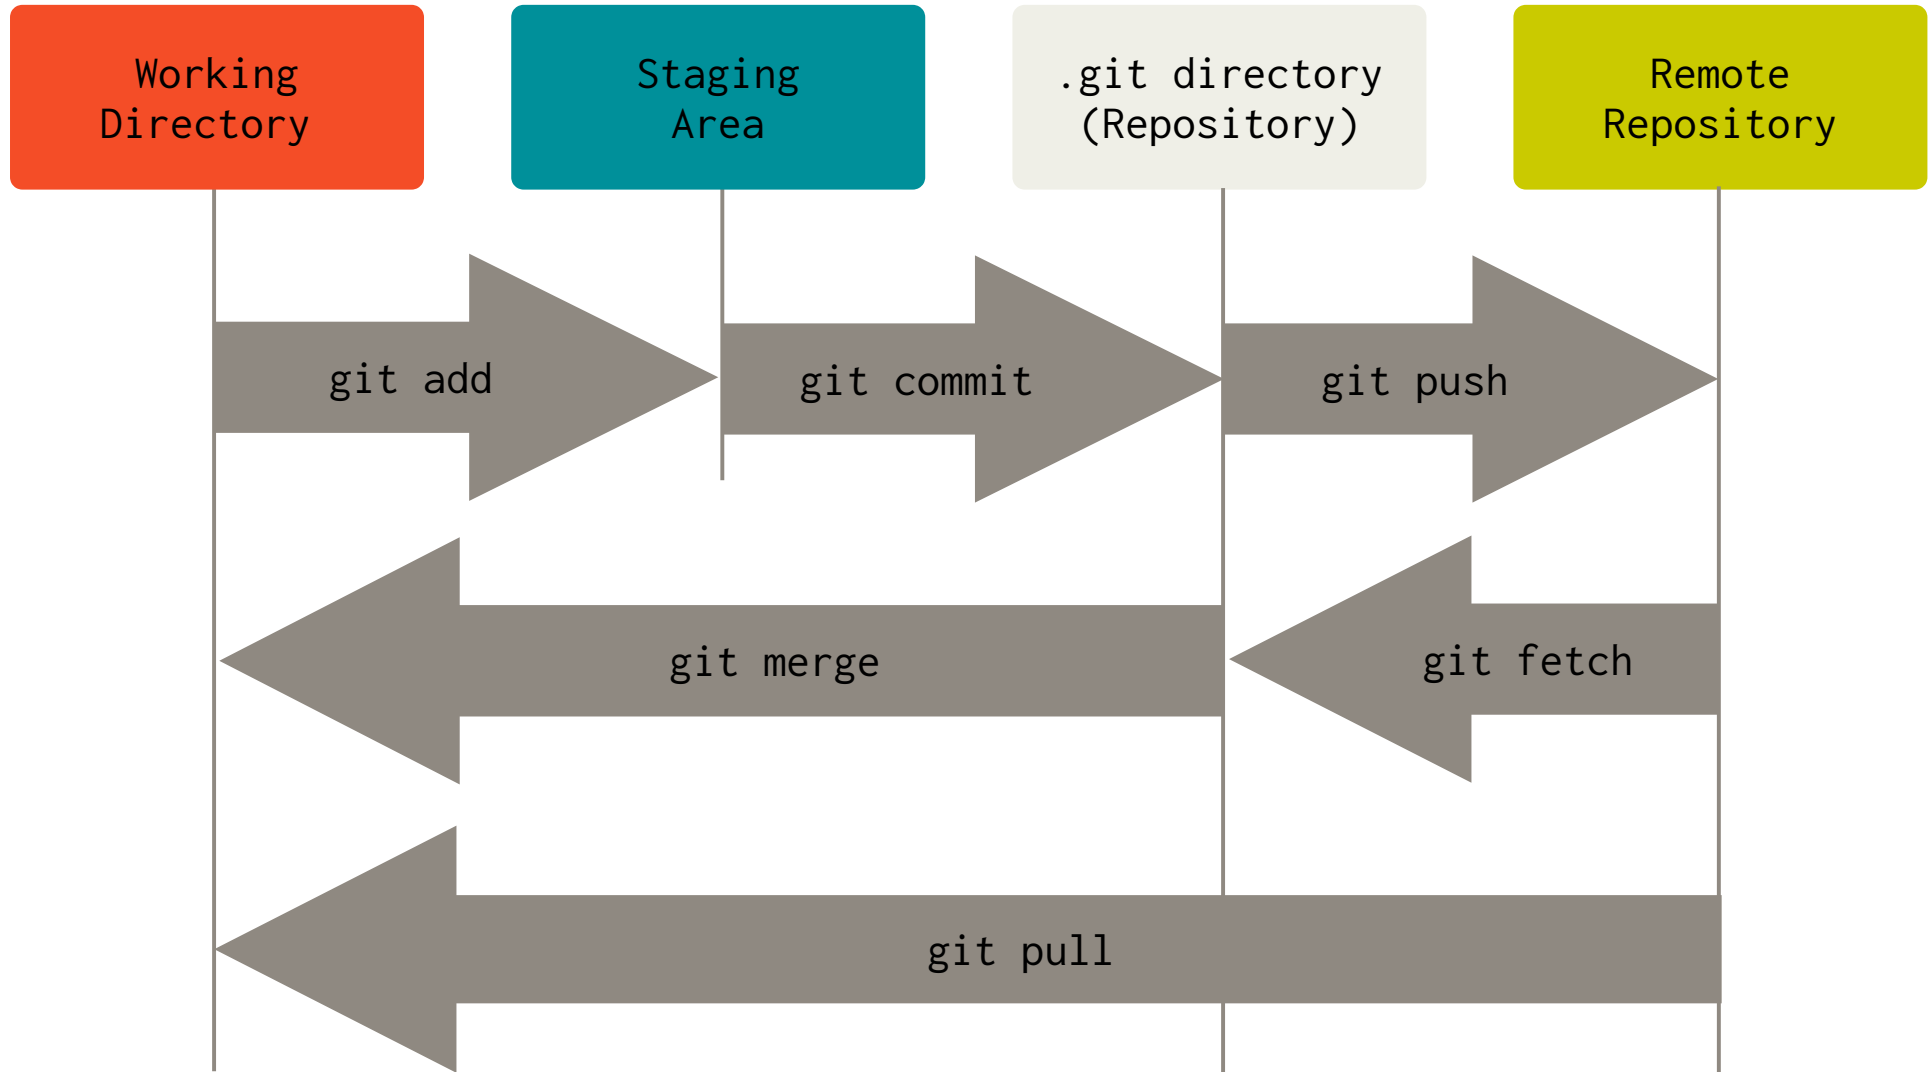 Working
Directory
Staging
Area
.git directory
(Repository)
Remote
Repository
git add
git commit
git push
git merge
git fetch
git pull